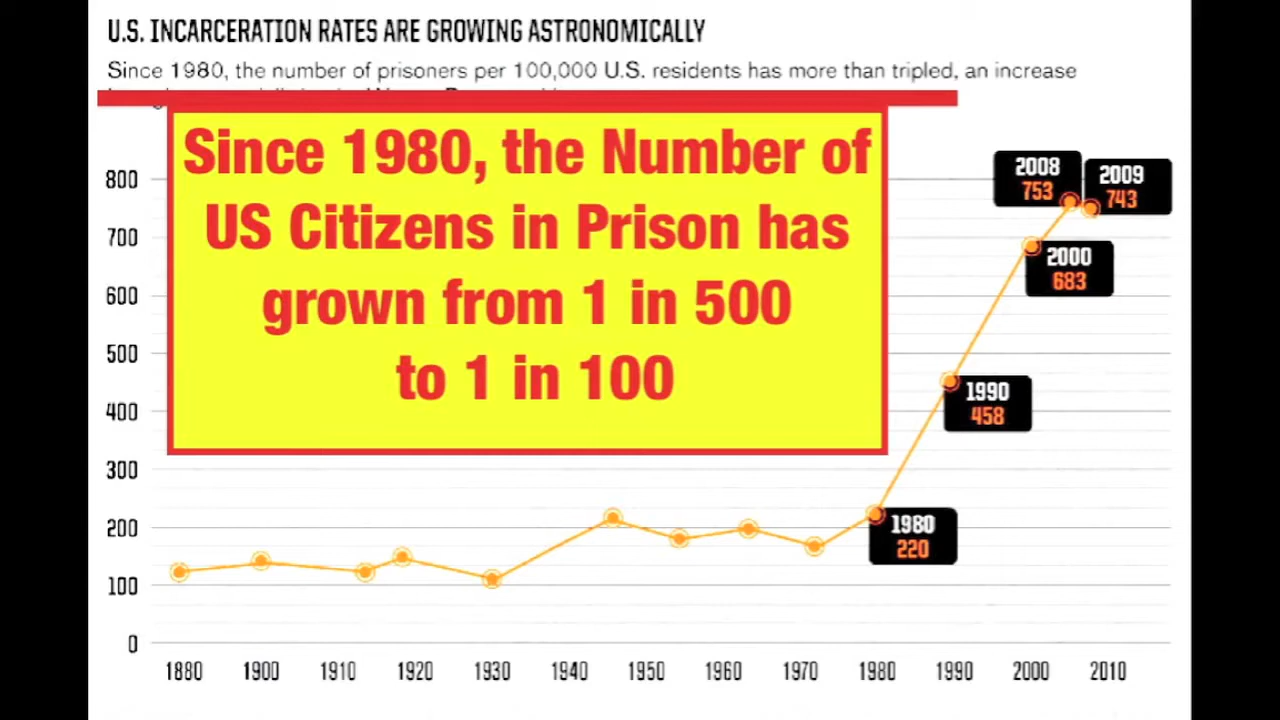 U.S. INCARCERATION RATES ARE GROWING ASTRONOMICALLY
Since 1980, the number of prisoners per 100,000 U.S. residents has more than tripled, an increase
Since 1980, the Number of
US Citizens in Prison has
grown from 1 in 500
to 1 in 100
800
700
600
500
400
300
200
100
0
2008
753
2009
743
2000
683
1990
458
1980
220
1880 1900 1910 1920 1930 1940 1950 1960 1970 1980 1990 2000 2010